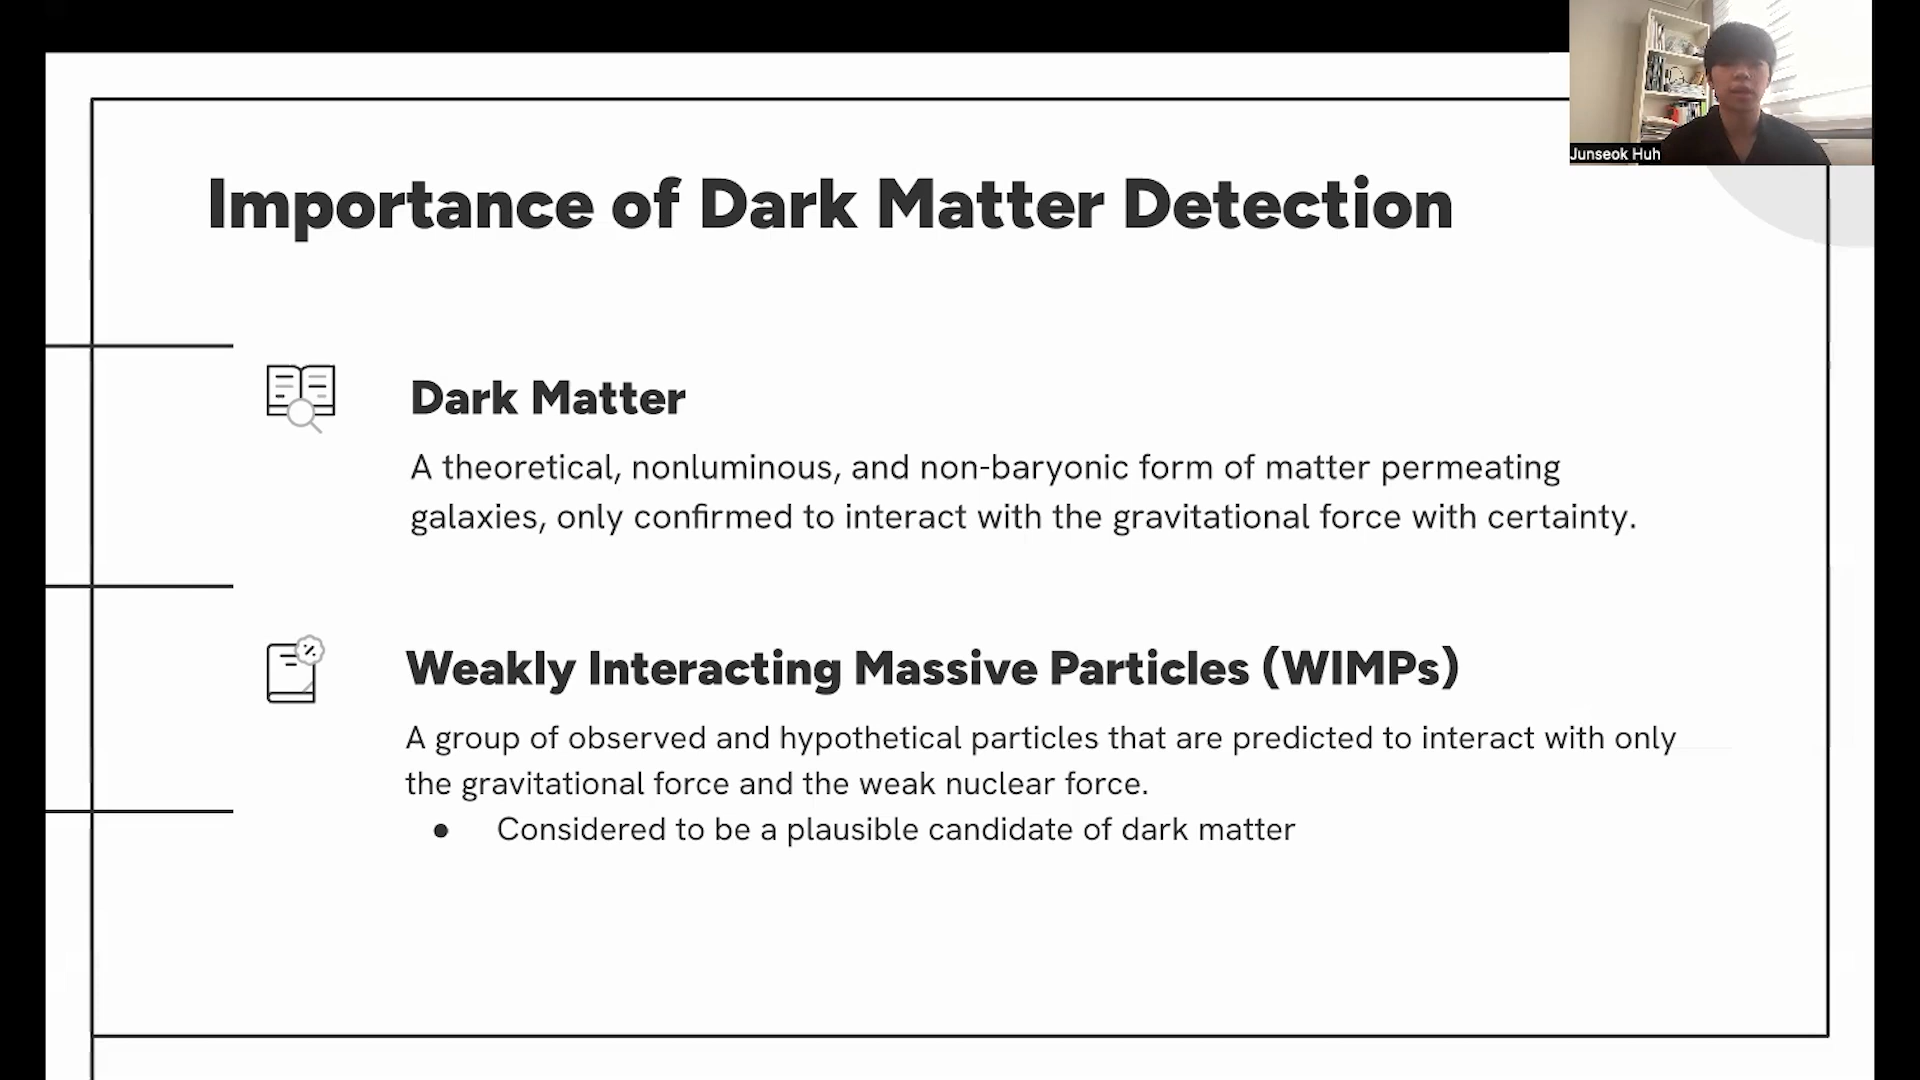 Junseok Huh
Importance of Dark Matter Detection
Dark Matter
A theoretical, nonluminous, and non-baryonic form of matter permeating
galaxies, only confirmed to interact with the gravitational force with certainty.
Weakly Interacting Massive Particles (WIMPs)
A group of observed and hypothetical particles that are predicted to interact with only
the gravitational force and the weak nuclear force.
● Considered to be a plausible candidate of dark matter